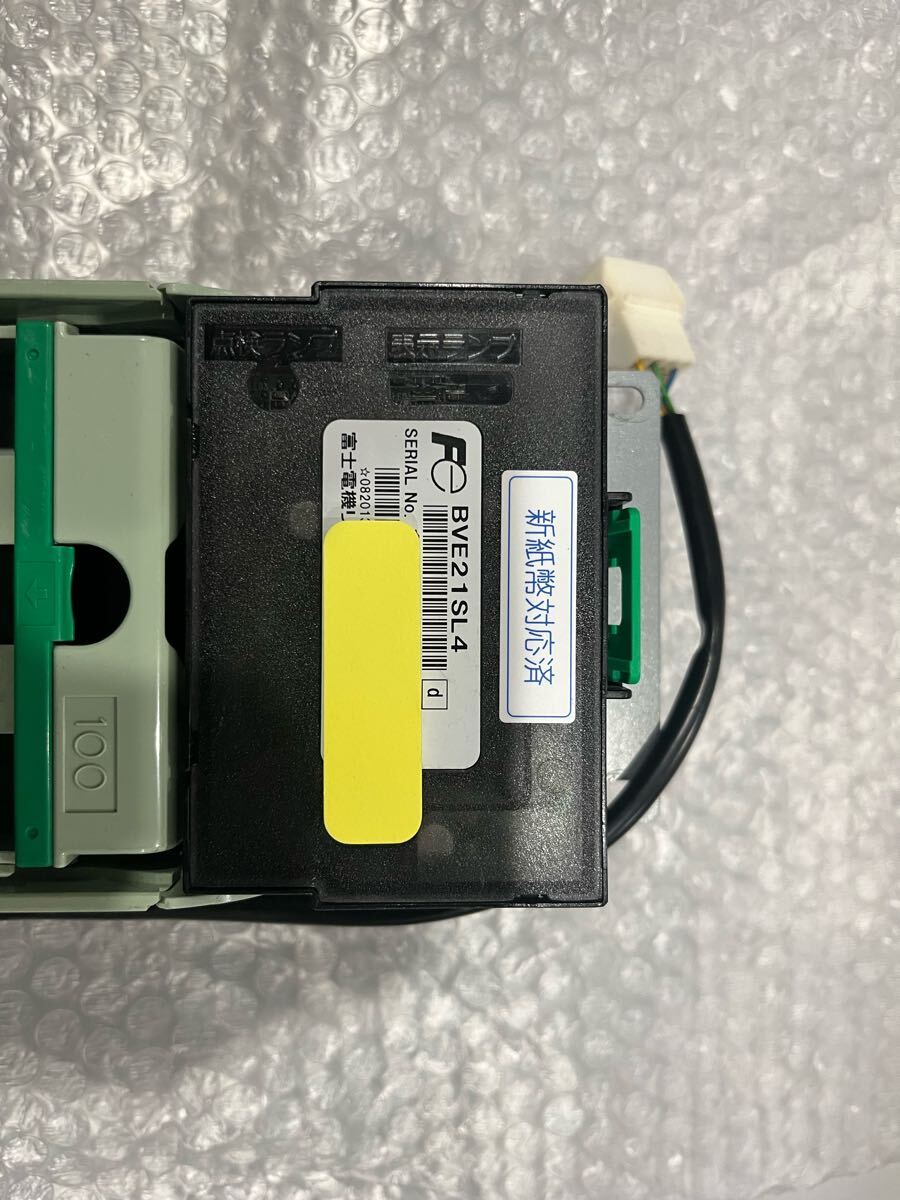 点検ランプ
表示ランプ
Fe BVE21SL4
SERIAL No.
☆08201
富士電機
d
新紙幣対応済
100